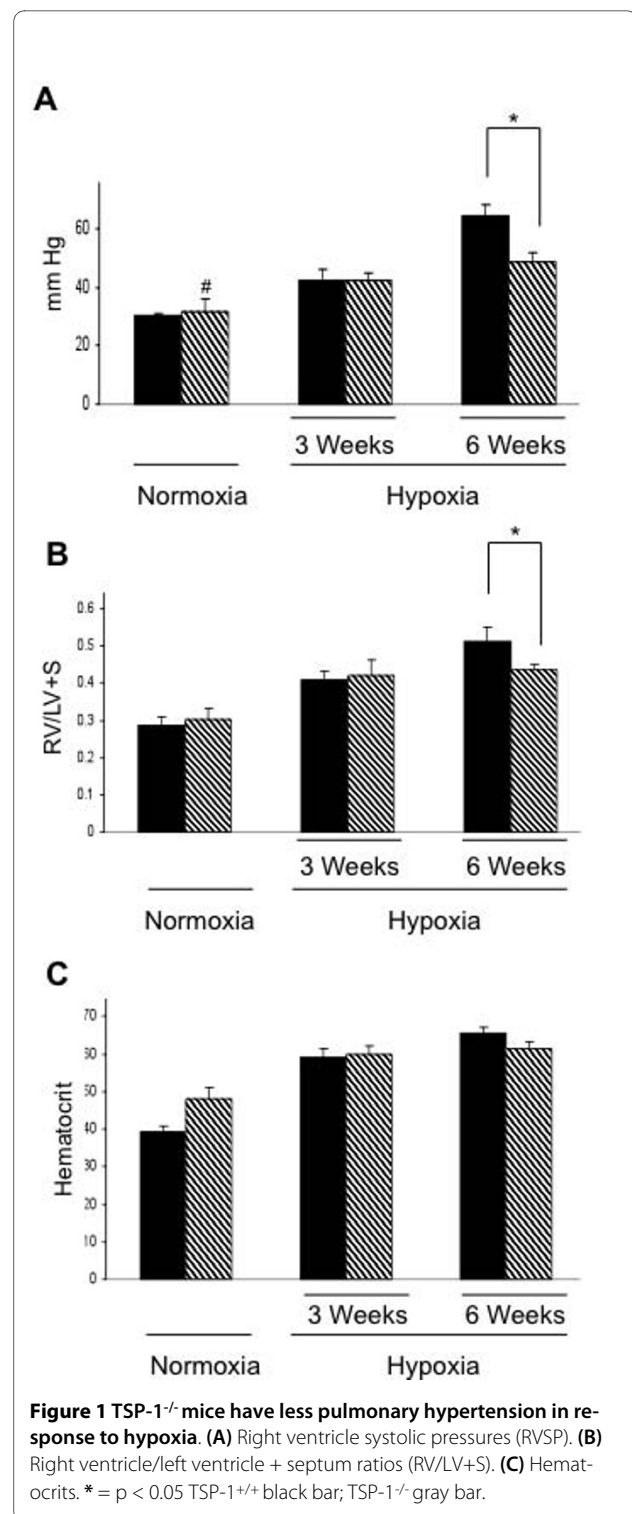 A
*
60
mm Hg
#
40
20
0
3 Weeks 6 Weeks
Normoxia Hypoxia
B
*
0.6
0.5
0.4
RV/LV+S
0.3
0.2
0.1
0
3 Weeks 6 Weeks
Normoxia Hypoxia
C
70
60
50
Hematocrit
40
30
20
10
0
3 Weeks 6 Weeks
Normoxia Hypoxia
Figure 1 TSP-1-/- mice have less pulmonary hypertension in re-
sponse to hypoxia. (A) Right ventricle systolic pressures (RVSP). (B)
Right ventricle/left ventricle + septum ratios (RV/LV+S). (C) Hemat-
ocrits. * = p < 0.05 TSP-1+/+ black bar; TSP-1-/- gray bar.